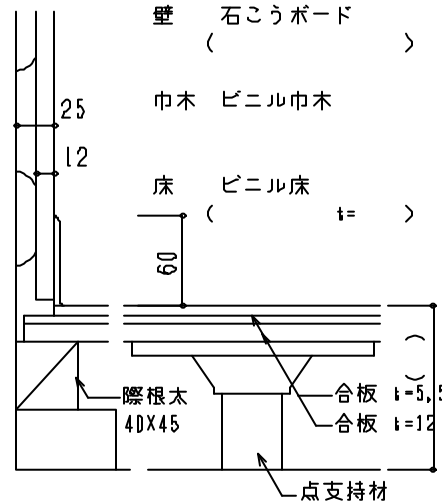 壁 石こうボード
( )
巾木 ビニル巾木
25
12
床 ビニル床
( t= )
60
( )
際根太
40X45
合板 t=5,5
合板 t=12
点支持材